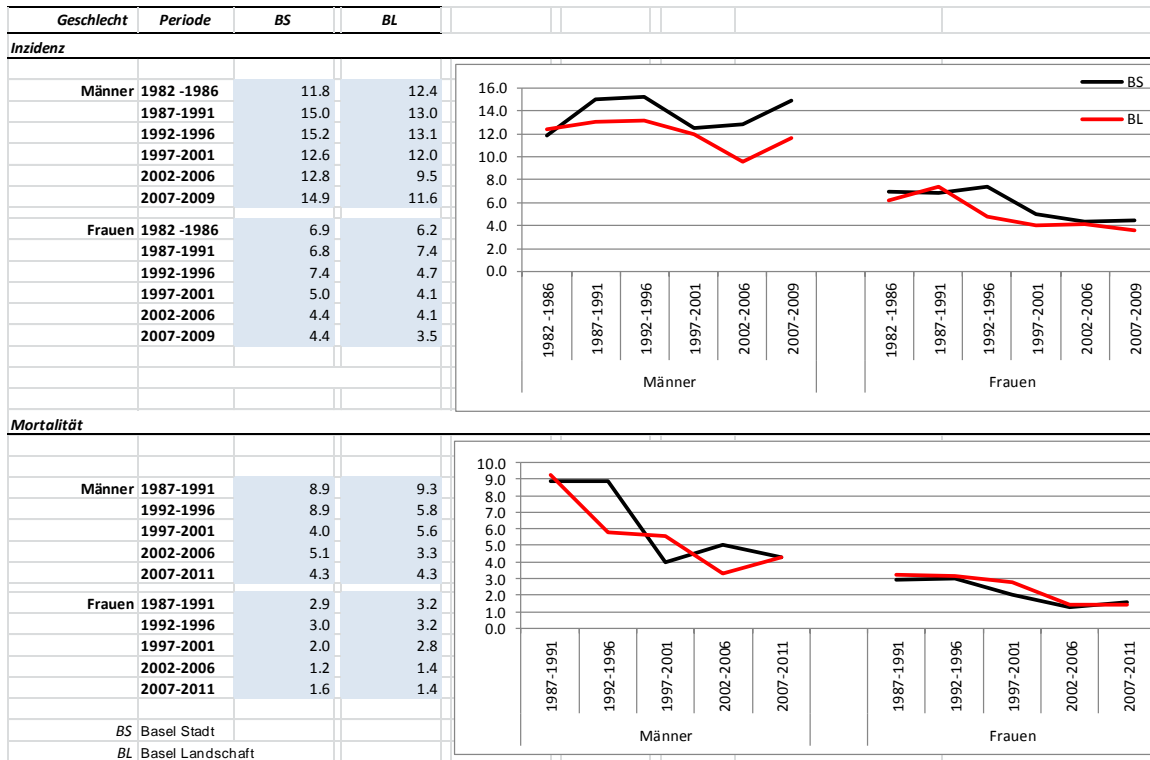 Geschlecht Periode BS BL
Inzidenz
Männer 1982 -1986 11.8 12.4
1987-1991 15.0 13.0
1992-1996 15.2 13.1
1997-2001 12.6 12.0
2002-2006 12.8 9.5
2007-2009 14.9 11.6
Frauen 1982 -1986 6.9 6.2
1987-1991 6.8 7.4
1992-1996 7.4 4.7
1997-2001 5.0 4.1
2002-2006 4.4 4.1
2007-2009 4.4 3.5
BS
BL
16.0
14.0
12.0
10.0
8.0
6.0
4.0
2.0
0.0
1982 -1986 1987-1991 1992-1996 1997-2001 2002-2006 2007-2009 1982 -1986 1987-1991 1992-1996 1997-2001 2002-2006 2007-2009
Männer Frauen
Mortalität
Männer 1987-1991 8.9 9.3
1992-1996 8.9 5.8
1997-2001 4.0 5.6
2002-2006 5.1 3.3
2007-2011 4.3 4.3
Frauen 1987-1991 2.9 3.2
1992-1996 3.0 3.2
1997-2001 2.0 2.8
2002-2006 1.2 1.4
2007-2011 1.6 1.4
10.0
9.0
8.0
7.0
6.0
5.0
4.0
3.0
2.0
1.0
0.0
1987-1991 1992-1996 1997-2001 2002-2006 2007-2011 1987-1991 1992-1996 1997-2001 2002-2006 2007-2011
Männer Frauen
BS Basel Stadt
BL Basel Landschaft